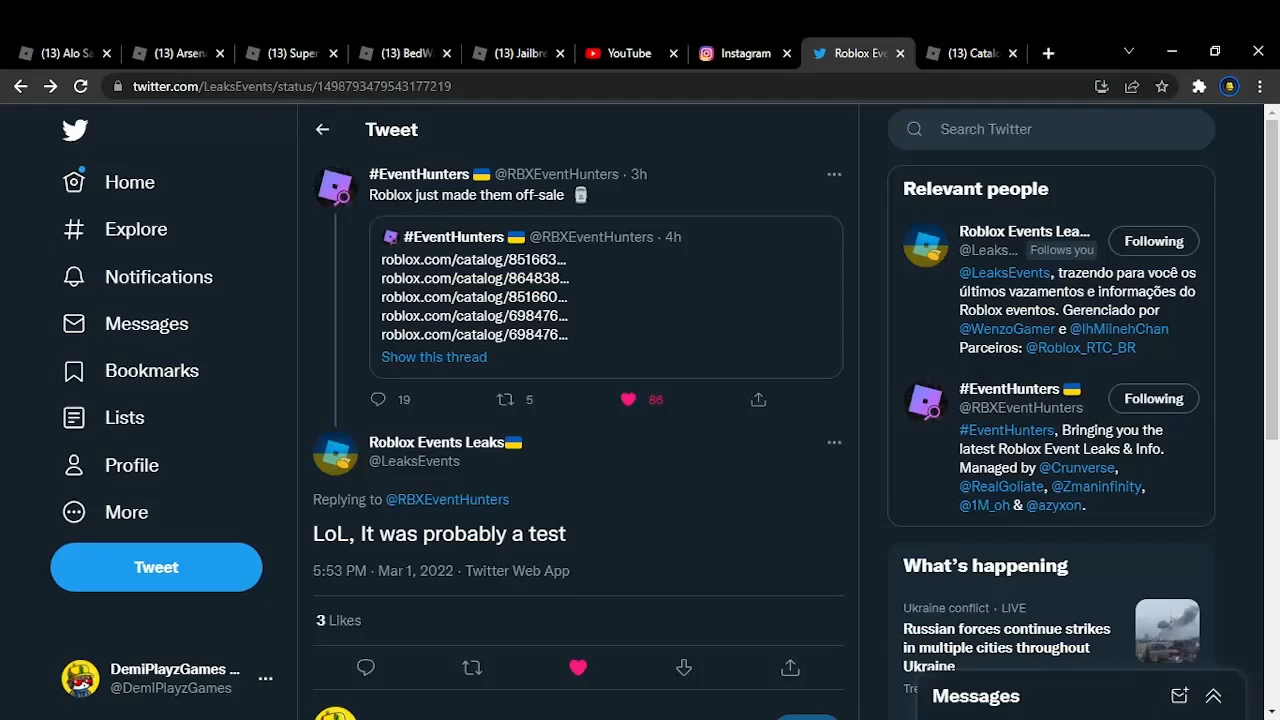 (13) Alo Sa
(13) Arsen
(13) Super
(13) BedW
(13) Jailbre
YouTube
Instagram
Roblox Eve
(13) Catal
twitter.com/LeaksEvents/status/1498793479543177219
Home
Explore
Notifications
Messages
Bookmarks
Lists
Profile
More
Tweet
DemiPlayzGames ...
@DemIPlayzGames
Tweet
#EventHunters @RBXEventHunters · 3h
Roblox just made them off-sale
#EventHunters @RBXEventHunters · 4h
roblox.com/catalog/851663...
roblox.com/catalog/864838...
roblox.com/catalog/851660...
roblox.com/catalog/698476...
roblox.com/catalog/698476...
Show this thread
19 5 86
Roblox Events Leaks
@LeaksEvents
Replying to @RBXEventHunters
LoL, It was probably a test
5:53 PM · Mar 1, 2022 · Twitter Web App
3 Likes
Search Twitter
Relevant people
Roblox Events Lea...
@Leaks... Follows you
Following
@LeaksEvents, trazendo para você os
últimos vazamentos e informações do
Roblox eventos. Gerenciado por
@WenzoGamer e @IhMilnehChan
Parceiros: @Roblox_RTC_BR
#EventHunters
@RBXEventHunters
Following
#EventHunters, Bringing you the
latest Roblox Event Leaks & Info.
Managed by @Crunverse,
@RealGoliate, @Zmaninfinity,
@1M_oh & @azyxon.
What's happening
Ukraine conflict · LIVE
Russian forces continue strikes
in multiple cities throughout
Ukraine
Tre
Messages